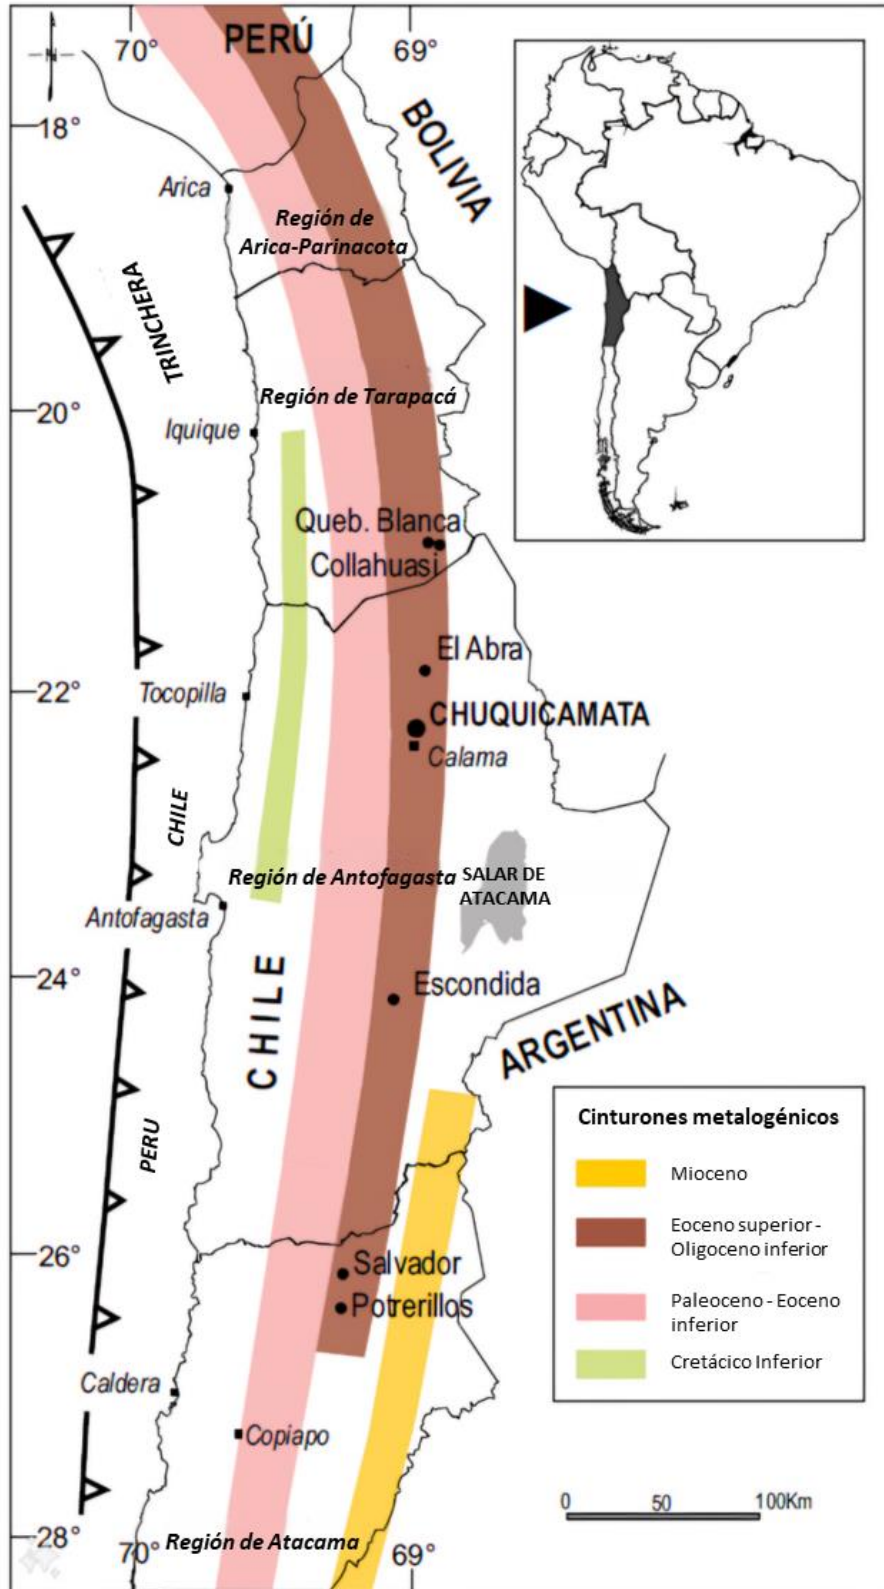 PERÚ
70°
69°
N
18°
BOLIVIA
Arica
Región de
Arica-Parinacota
TRINCHERA
20°
Región de Tarapacá
Iquique
Queb. Blanca
Collahuasi
El Abra
22°
Tocopilla
CHUQUICAMATA
Calama
CHILE
Región de Antofagasta
SALAR DE
ATACAMA
Antofagasta
24°
Escondida
CHILE
ARGENTINA
PERU
Cinturones metalogénicos
Mioceno
Eoceno superior -
Oligoceno inferior
Paleoceno - Eoceno
inferior
Cretácico Inferior
26°
Salvador
Potrerillos
Caldera
Copiapo
0 50 100Km
28°
70°
Región de Atacama
69°